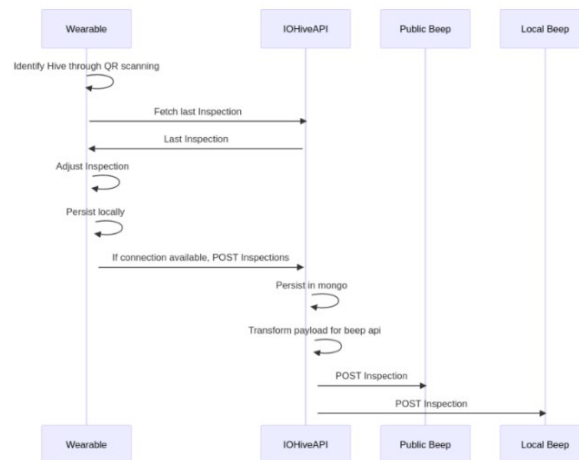 Wearable
IOHiveAPI
Public Beep
Local Beep
Identify Hive through QR scanning
Fetch last Inspection
Last Inspection
Adjust Inspection
Persist locally
If connection available, POST Inspections
Persist in mongo
Transform payload for beep api
POST Inspection
POST Inspection
Wearable
IOHiveAPI
Public Beep
Local Beep